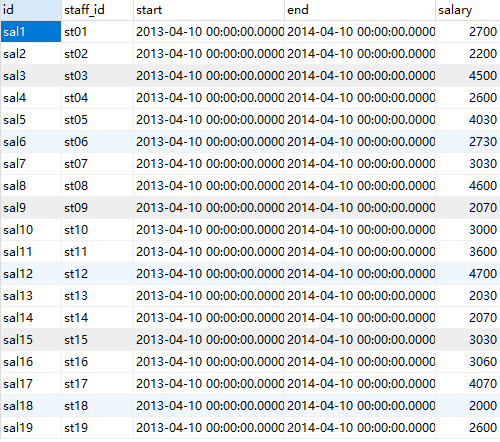 id staff_id start end salary
sal1 st01 2013-04-10 00:00:00.0000 2014-04-10 00:00:00.0000 2700
sal2 st02 2013-04-10 00:00:00.0000 2014-04-10 00:00:00.0000 2200
sal3 st03 2013-04-10 00:00:00.0000 2014-04-10 00:00:00.0000 4500
sal4 st04 2013-04-10 00:00:00.0000 2014-04-10 00:00:00.0000 2600
sal5 st05 2013-04-10 00:00:00.0000 2014-04-10 00:00:00.0000 4030
sal6 st06 2013-04-10 00:00:00.0000 2014-04-10 00:00:00.0000 2730
sal7 st07 2013-04-10 00:00:00.0000 2014-04-10 00:00:00.0000 3030
sal8 st08 2013-04-10 00:00:00.0000 2014-04-10 00:00:00.0000 4600
sal9 st09 2013-04-10 00:00:00.0000 2014-04-10 00:00:00.0000 2070
sal10 st10 2013-04-10 00:00:00.0000 2014-04-10 00:00:00.0000 3000
sal11 st11 2013-04-10 00:00:00.0000 2014-04-10 00:00:00.0000 3600
sal12 st12 2013-04-10 00:00:00.0000 2014-04-10 00:00:00.0000 4700
sal13 st13 2013-04-10 00:00:00.0000 2014-04-10 00:00:00.0000 2030
sal14 st14 2013-04-10 00:00:00.0000 2014-04-10 00:00:00.0000 2070
sal15 st15 2013-04-10 00:00:00.0000 2014-04-10 00:00:00.0000 3030
sal16 st16 2013-04-10 00:00:00.0000 2014-04-10 00:00:00.0000 3060
sal17 st17 2013-04-10 00:00:00.0000 2014-04-10 00:00:00.0000 4070
sal18 st18 2013-04-10 00:00:00.0000 2014-04-10 00:00:00.0000 2000
sal19 st19 2013-04-10 00:00:00.0000 2014-04-10 00:00:00.0000 2600